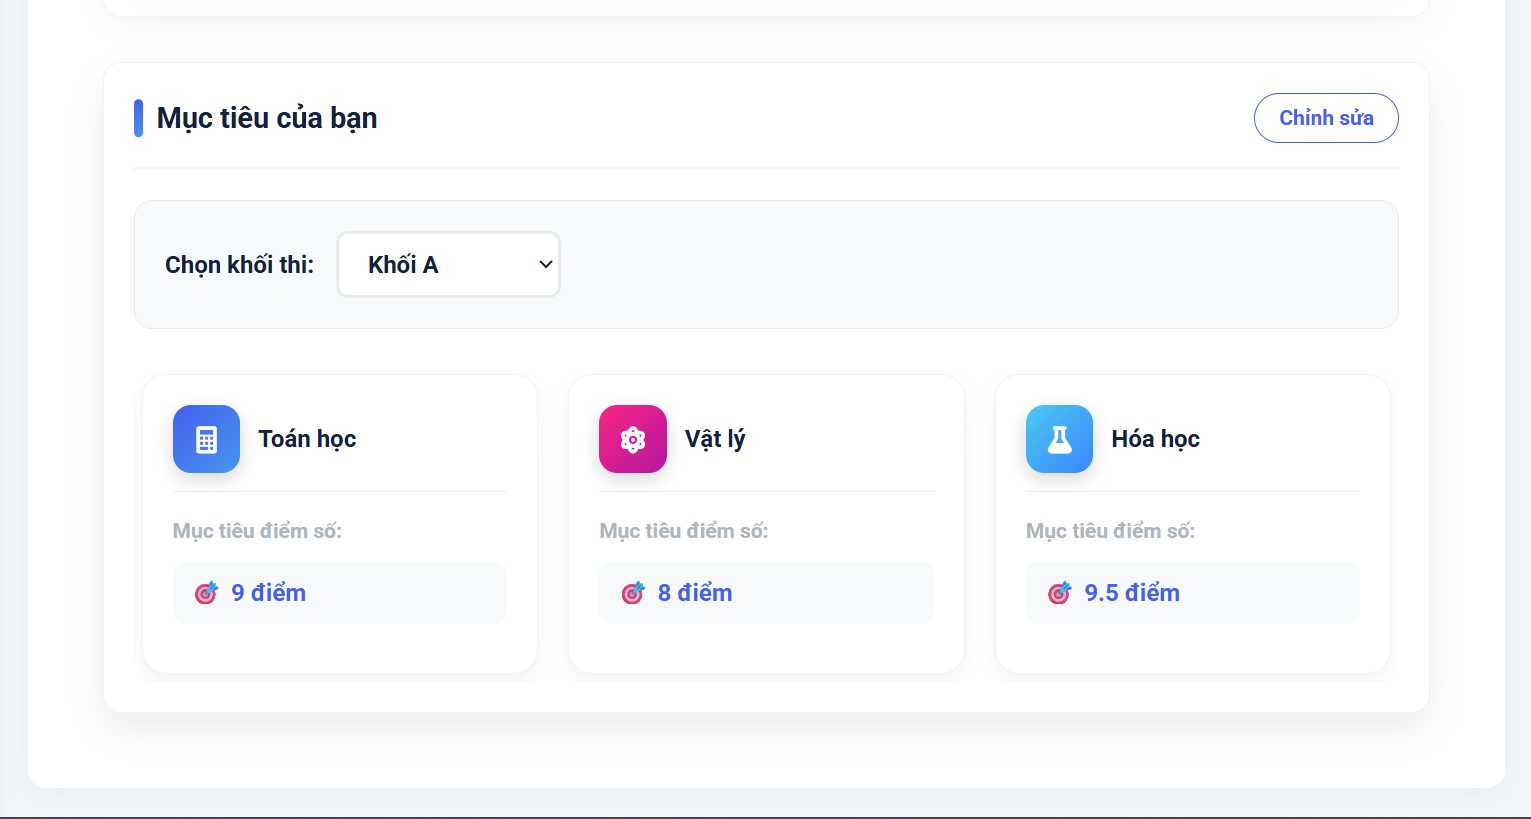 Mục tiêu của bạn
Chỉnh sửa
Chọn khối thi:
Khối A
Toán học
Mục tiêu điểm số:
9 điểm
Vật lý
Mục tiêu điểm số:
8 điểm
Hóa học
Mục tiêu điểm số:
9.5 điểm